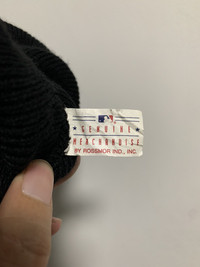 GENUINE
MERCHANDISE
BY ROSSMOR IND., INC.